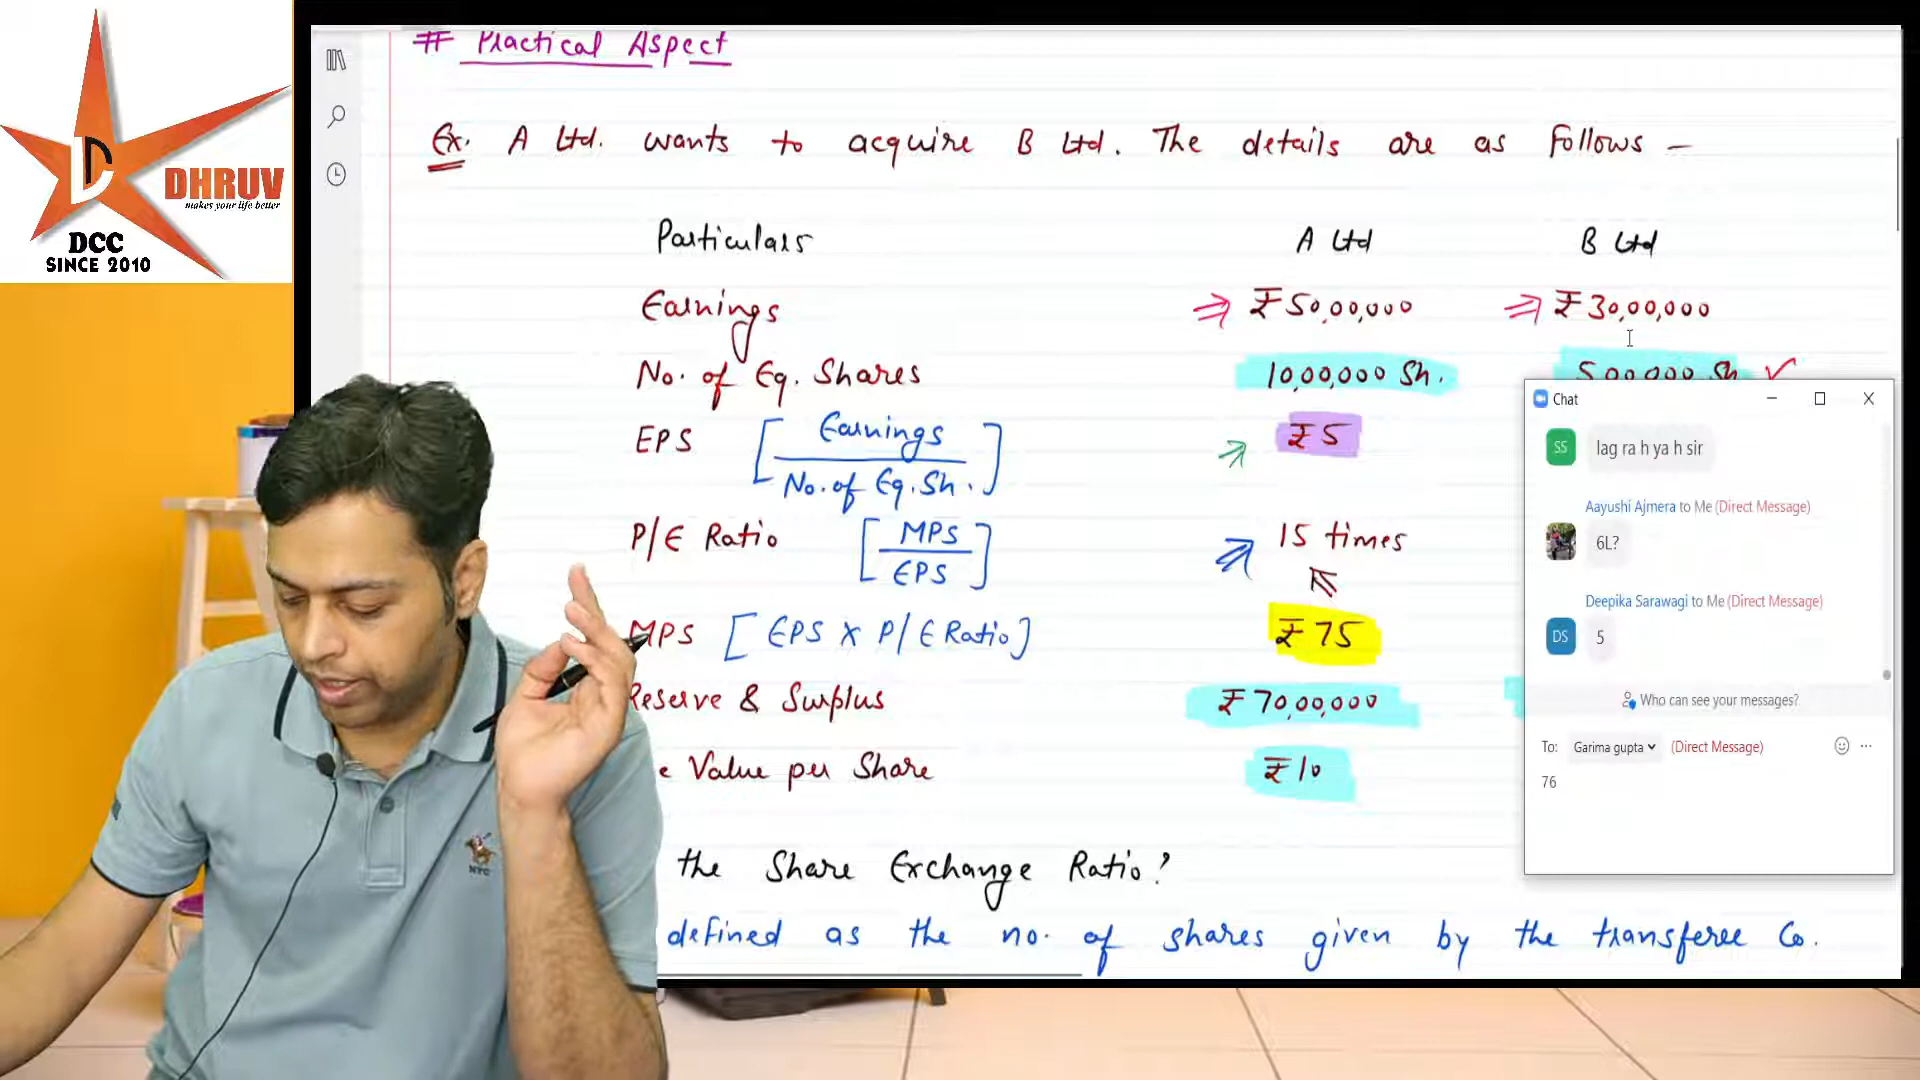 # Practical Aspect
Ex. A Ltd. wants to acquire B Ltd. The details are as follows –
Particulars A Ltd B Ltd
Earnings ⇒ ₹50,00,000 ⇒ ₹30,00,000
No. of Eq. Shares 10,00,000 Sh. 500000 Sh ✓
EPS [Earnings / No. of Eq. Sh.] ₹5
P/E Ratio [MPS / EPS] 15 times
MPS [EPS x P/E Ratio] ₹75
Reserve & Surplus ₹70,00,000
Value per Share ₹10
the Share Exchange Ratio?
defined as the no. of shares given by the transferee Co.
D
DHRUV
makes your life better
DCC
SINCE 2010
NYC
Chat
SS lag ra h ya h sir
Aayushi Ajmera to Me (Direct Message)
6L?
Deepika Sarawagi to Me (Direct Message)
DS 5
Who can see your messages?
To: Garima gupta (Direct Message)
76